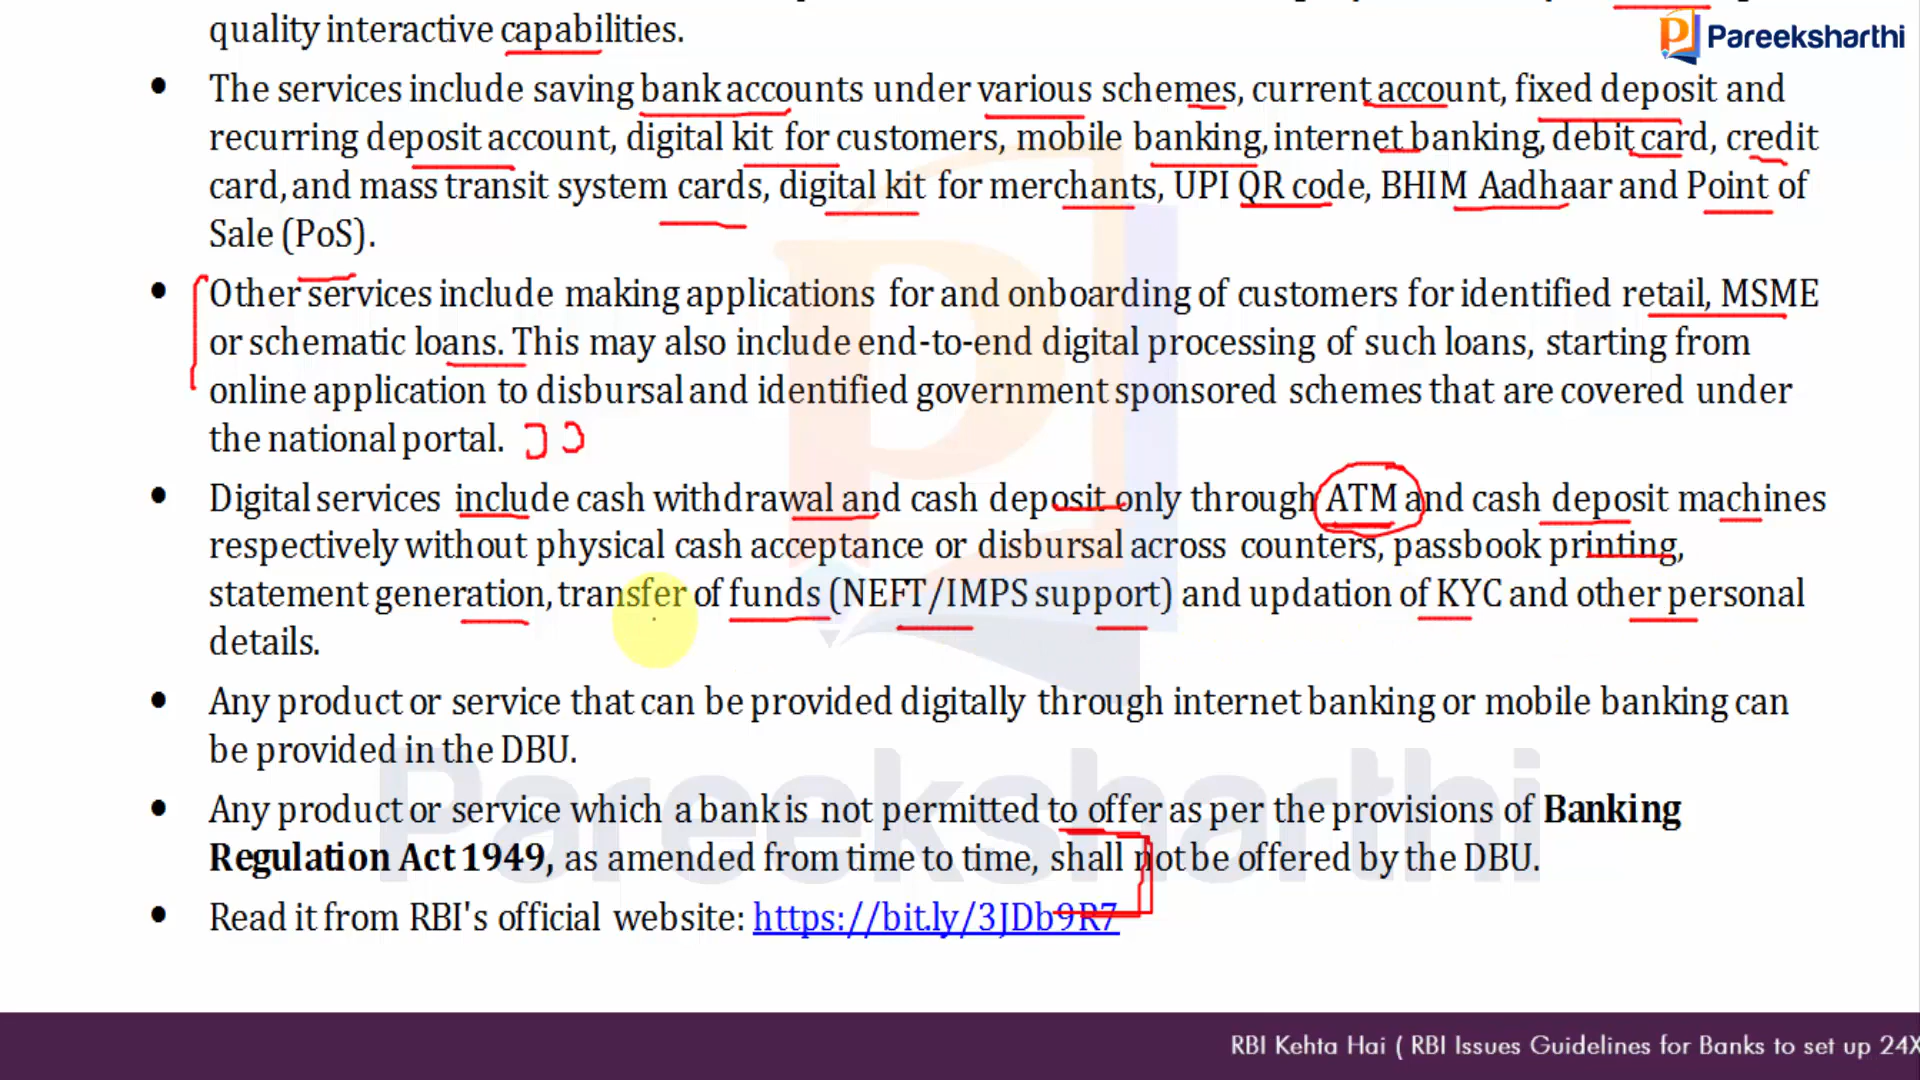 quality interactive capabilities.
Pareeksharthi
• The services include saving bank accounts under various schemes, current account, fixed deposit and
recurring deposit account, digital kit for customers, mobile banking, internet banking, debit card, credit
card, and mass transit system cards, digital kit for merchants, UPI QR code, BHIM Aadhaar and Point of
Sale (PoS).
• Other services include making applications for and onboarding of customers for identified retail, MSME
or schematic loans. This may also include end-to-end digital processing of such loans, starting from
online application to disbursal and identified government sponsored schemes that are covered under
the national portal.
• Digital services include cash withdrawal and cash deposit only through ATM and cash deposit machines
respectively without physical cash acceptance or disbursal across counters, passbook printing,
statement generation, transfer of funds (NEFT/IMPS support) and updation of KYC and other personal
details.
• Any product or service that can be provided digitally through internet banking or mobile banking can
be provided in the DBU.
Pareeksharthi
• Any product or service which a bank is not permitted to offer as per the provisions of Banking
Regulation Act 1949, as amended from time to time, shall not be offered by the DBU.
• Read it from RBI's official website: https://bit.ly/3JDb9R7
RBI Kehta Hai ( RBI Issues Guidelines for Banks to set up 24X